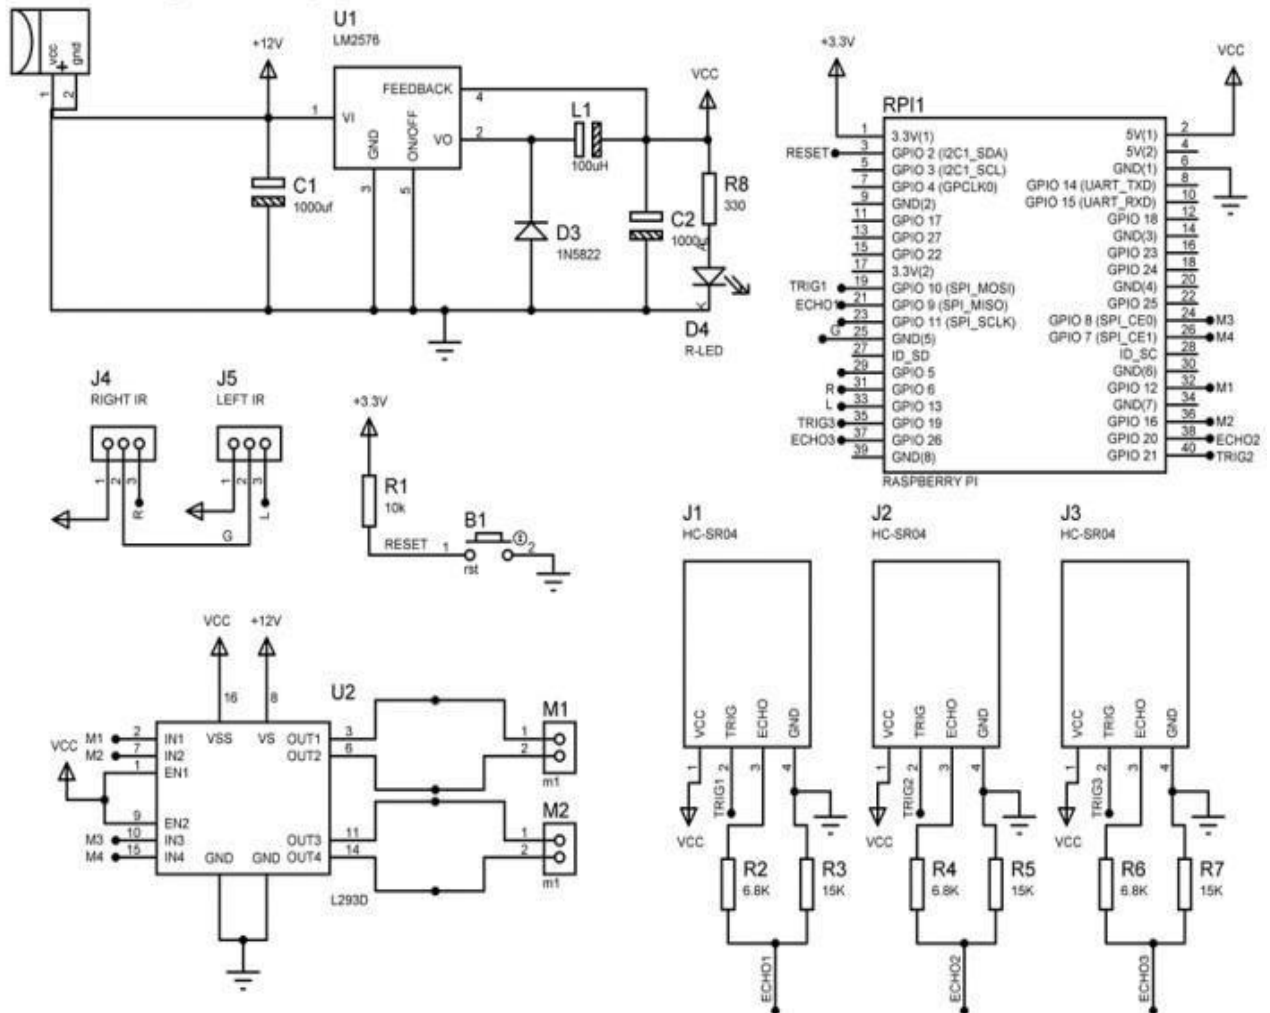 vcc
+
gnd
1
2
+12V
U1
LM2576
1
VI
FEEDBACK
4
GND
ON/OFF
VO
2
3
5
L1
100uH
VCC
C1
1000uf
D3
1N5822
C2
1000u
R8
330
A
K
D4
R-LED
+3.3V
VCC
RPI1
1 3.3V(1)
RESET 3 GPIO 2 (I2C1_SDA)
5 GPIO 3 (I2C1_SCL)
7 GPIO 4 (GPCLK0)
9 GND(2)
11 GPIO 17
13 GPIO 27
15 GPIO 22
17 3.3V(2)
TRIG1 19 GPIO 10 (SPI_MOSI)
ECHO1 21 GPIO 9 (SPI_MISO)
23 GPIO 11 (SPI_SCLK)
G 25 GND(5)
27 ID_SD
29 GPIO 5
R 31 GPIO 6
L 33 GPIO 13
TRIG3 35 GPIO 19
ECHO3 37 GPIO 26
39 GND(8)
5V(1) 2
5V(2) 4
GND(1) 6
GPIO 14 (UART_TXD) 8
GPIO 15 (UART_RXD) 10
GPIO 18 12
GND(3) 14
GPIO 23 16
GPIO 24 18
GND(4) 20
GPIO 25 22
GPIO 8 (SPI_CE0) 24 M3
GPIO 7 (SPI_CE1) 26 M4
ID_SC 28
GND(6) 30
GPIO 12 32 M1
GND(7) 34
GPIO 16 36 M2
GPIO 20 38 ECHO2
GPIO 21 40 TRIG2
RASPBERRY PI
J4
RIGHT IR
1
2
3
R
J5
LEFT IR
1
2
3
L
G
+3.3V
R1
10k
RESET
B1
1
2
rst
VCC
+12V
16
8
U2
VCC
M1 2 IN1
M2 7 IN2
1 EN1
9 EN2
M3 10 IN3
M4 15 IN4
VSS
VS
OUT1 3
OUT2 6
OUT3 11
OUT4 14
GND
GND
L293D
M1
1
2
m1
M2
1
2
m1
J1
HC-SR04
VCC
TRIG
ECHO
GND
1
2
3
4
TRIG1
VCC
R2
6.8K
R3
15K
ECHO1
J2
HC-SR04
VCC
TRIG
ECHO
GND
1
2
3
4
TRIG2
VCC
R4
6.8K
R5
15K
ECHO2
J3
HC-SR04
VCC
TRIG
ECHO
GND
1
2
3
4
TRIG3
VCC
R6
6.8K
R7
15K
ECHO3